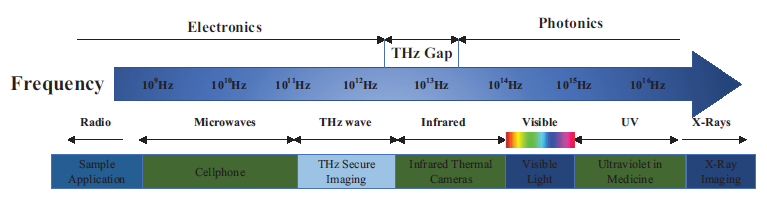 Electronics
Photonics
THz Gap
Frequency
10⁹Hz
10¹⁰Hz
10¹¹Hz
10¹²Hz
10¹³Hz
10¹⁴Hz
10¹⁵Hz
10¹⁶Hz
Radio
Microwaves
THz wave
Infrared
Visible
UV
X-Rays
Sample
Application
Cellphone
THz Secure
Imaging
Infrared Thermal
Cameras
Visible
Light
Ultraviolet in
Medicine
X-Ray
Imaging